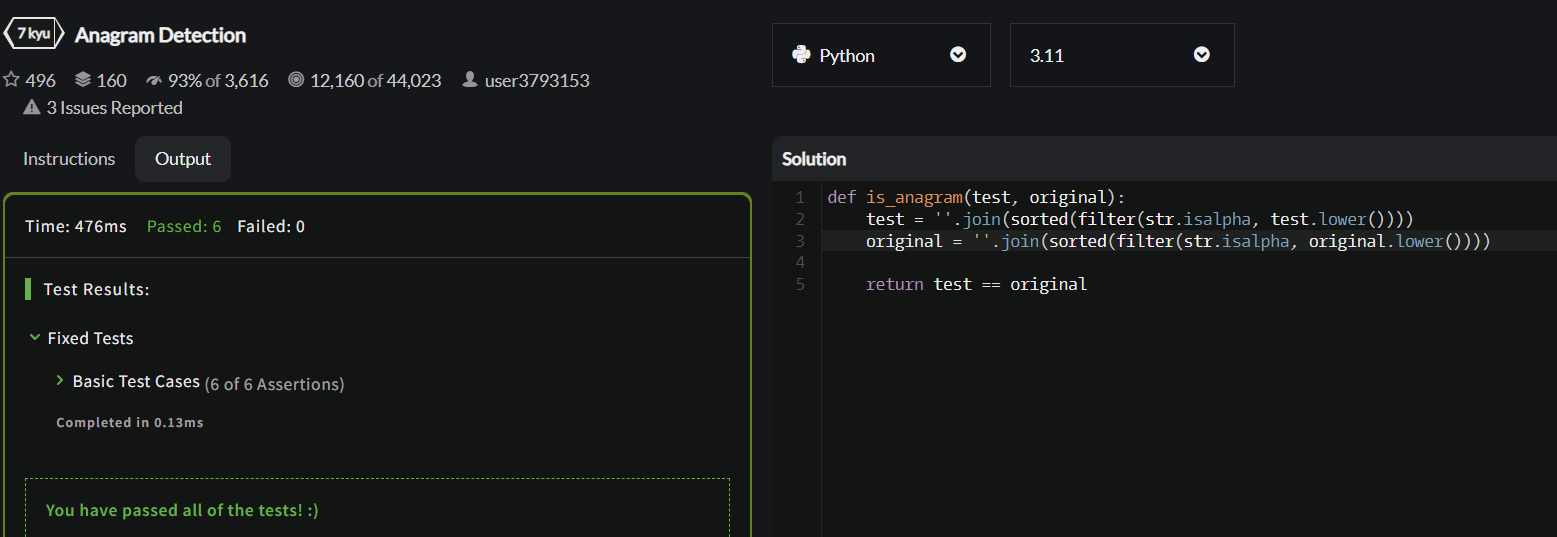 7 kyu Anagram Detection
496 160 93% of 3,616 12,160 of 44,023 user3793153
3 Issues Reported
Instructions Output
Time: 476ms Passed: 6 Failed: 0
Test Results:
Fixed Tests
Basic Test Cases (6 of 6 Assertions)
Completed in 0.13ms
You have passed all of the tests! :)
Python 3.11
Solution
1 def is_anagram(test, original):
2     test = ''.join(sorted(filter(str.isalpha, test.lower())))
3     original = ''.join(sorted(filter(str.isalpha, original.lower())))
4
5     return test == original